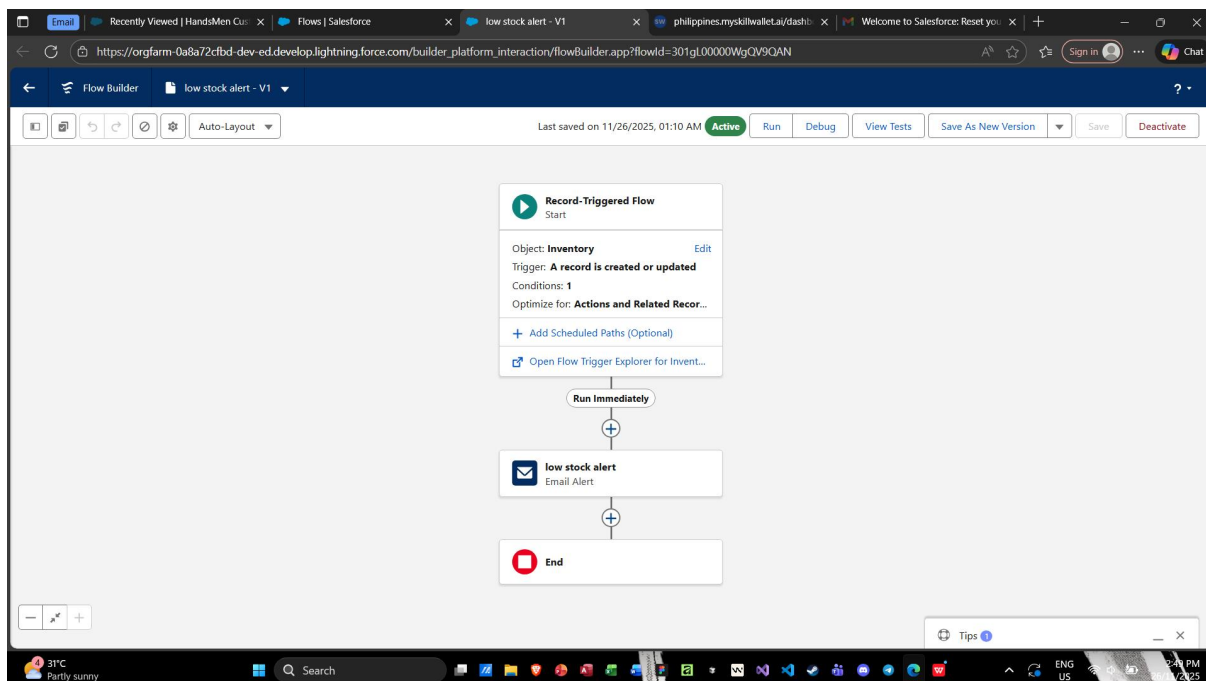 Email
Recently Viewed | HandsMen Cus
Flows | Salesforce
low stock alert - V1
philippines.myskillwallet.ai/dashb
Welcome to Salesforce: Reset you
https://orgfarm-0a8a72cfbd-dev-ed.develop.lightning.force.com/builder_platform_interaction/flowBuilder.app?flowId=301gL00000WgQV9QAN
Sign in
Chat
Flow Builder
low stock alert - V1
?
Auto-Layout
Last saved on 11/26/2025, 01:10 AM
Active
Run
Debug
View Tests
Save As New Version
Save
Deactivate
Record-Triggered Flow
Start
Object: Inventory
Edit
Trigger: A record is created or updated
Conditions: 1
Optimize for: Actions and Related Recor...
+ Add Scheduled Paths (Optional)
Open Flow Trigger Explorer for Invent...
Run Immediately
low stock alert
Email Alert
End
Tips 1
4
31°C
Partly sunny
Search
ENG
US
2:49 PM